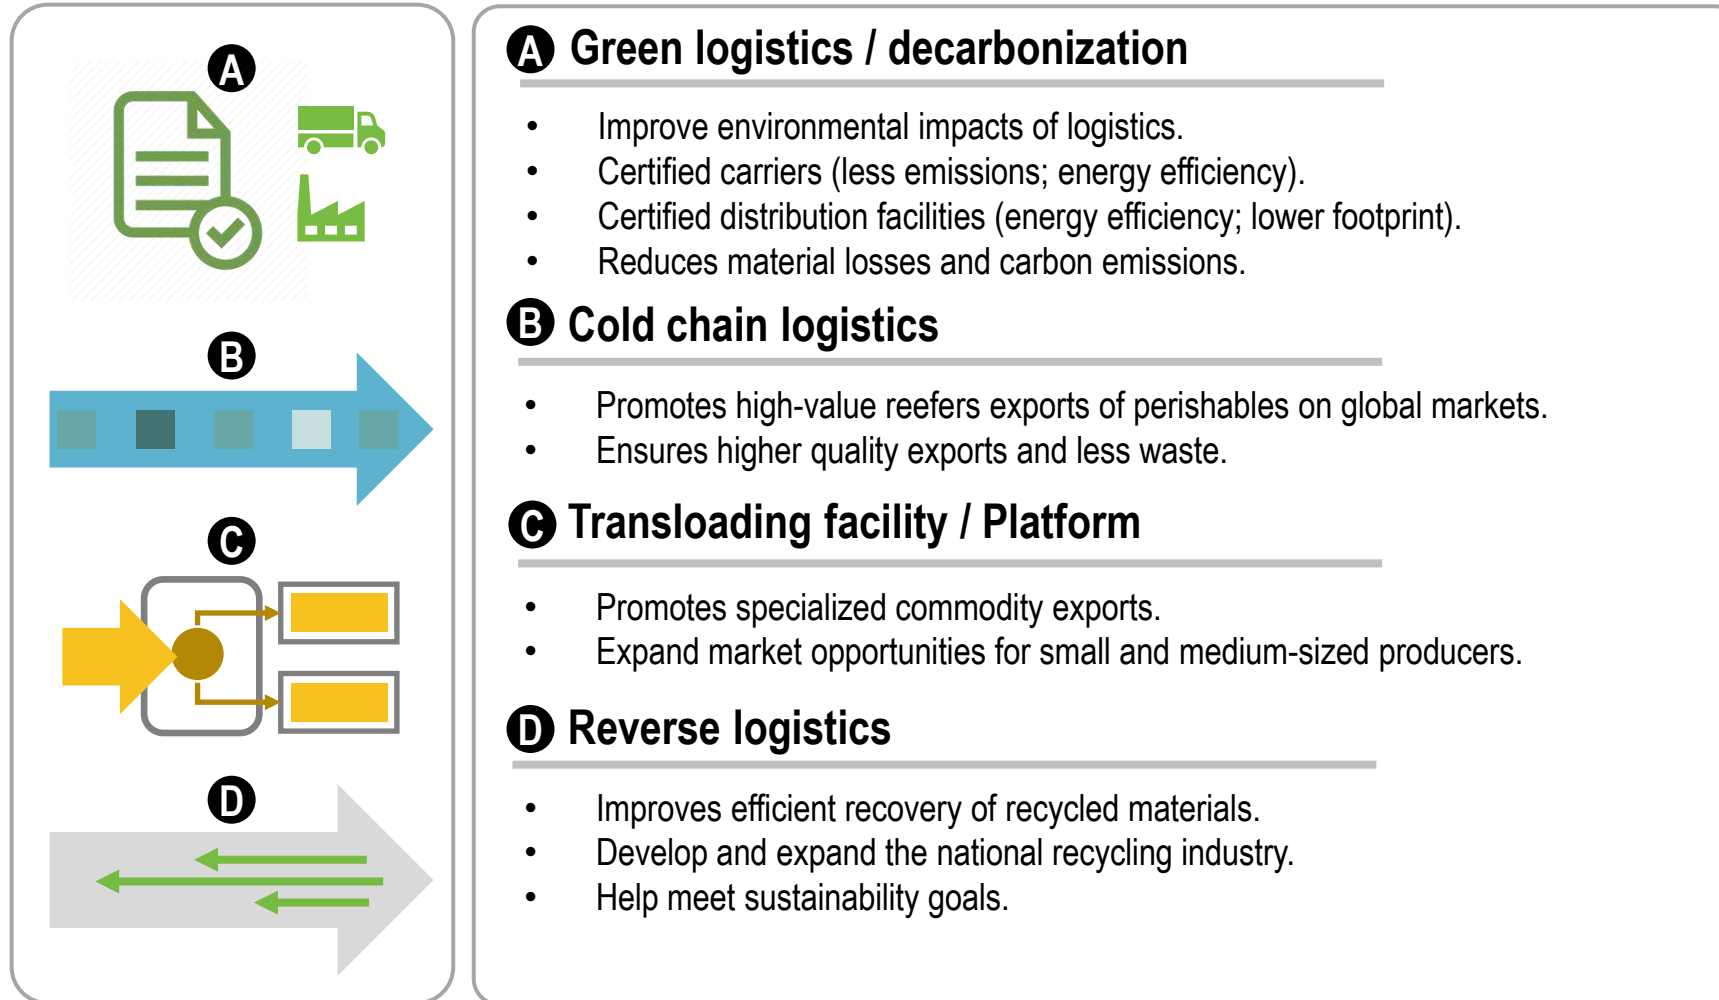 A
B
C
D
A Green logistics / decarbonization
• Improve environmental impacts of logistics.
• Certified carriers (less emissions; energy efficiency).
• Certified distribution facilities (energy efficiency; lower footprint).
• Reduces material losses and carbon emissions.
B Cold chain logistics
• Promotes high-value reefers exports of perishables on global markets.
• Ensures higher quality exports and less waste.
C Transloading facility / Platform
• Promotes specialized commodity exports.
• Expand market opportunities for small and medium-sized producers.
D Reverse logistics
• Improves efficient recovery of recycled materials.
• Develop and expand the national recycling industry.
• Help meet sustainability goals.